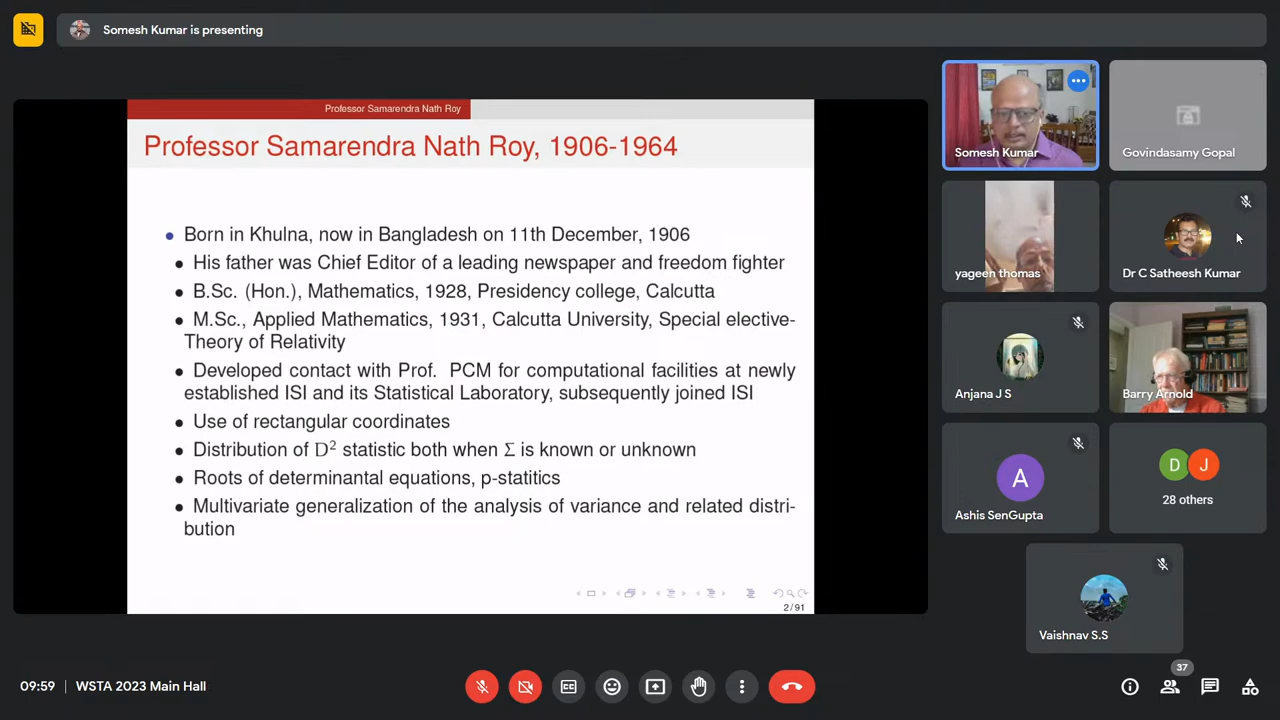 Somesh Kumar is presenting
Professor Samarendra Nath Roy
Professor Samarendra Nath Roy, 1906-1964
Born in Khulna, now in Bangladesh on 11th December, 1906
His father was Chief Editor of a leading newspaper and freedom fighter
B.Sc. (Hon.), Mathematics, 1928, Presidency college, Calcutta
M.Sc., Applied Mathematics, 1931, Calcutta University, Special elective-
Theory of Relativity
Developed contact with Prof. PCM for computational facilities at newly
established ISI and its Statistical Laboratory, subsequently joined ISI
Use of rectangular coordinates
Distribution of D² statistic both when Σ is known or unknown
Roots of determinantal equations, p-statitics
Multivariate generalization of the analysis of variance and related distri-
bution
2/91
Somesh Kumar
Govindasamy Gopal
yageen thomas
Dr C Satheesh Kumar
Anjana J S
Barry Arnold
A
Ashis SenGupta
D J
28 others
Vaishnav S.S
09:59 | WSTA 2023 Main Hall
CC
37